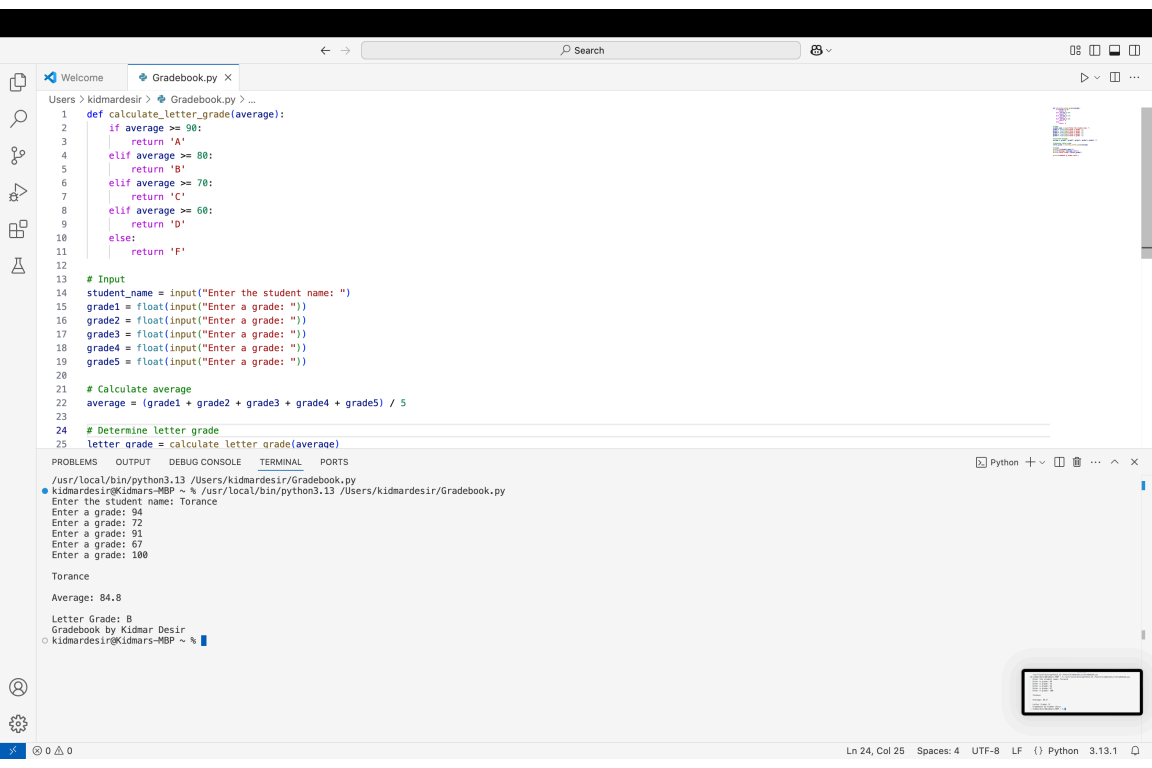 Search
Welcome
Gradebook.py
Users > kidmardesir > Gradebook.py > ...
1 def calculate_letter_grade(average):
2     if average >= 90:
3         return 'A'
4     elif average >= 80:
5         return 'B'
6     elif average >= 70:
7         return 'C'
8     elif average >= 60:
9         return 'D'
10     else:
11         return 'F'
12
13 # Input
14 student_name = input("Enter the student name: ")
15 grade1 = float(input("Enter a grade: "))
16 grade2 = float(input("Enter a grade: "))
17 grade3 = float(input("Enter a grade: "))
18 grade4 = float(input("Enter a grade: "))
19 grade5 = float(input("Enter a grade: "))
20
21 # Calculate average
22 average = (grade1 + grade2 + grade3 + grade4 + grade5) / 5
23
24 # Determine letter grade
25 letter_grade = calculate_letter_grade(average)
PROBLEMS OUTPUT DEBUG CONSOLE TERMINAL PORTS
Python
/usr/local/bin/python3.13 /Users/kidmardesir/Gradebook.py
kidmardesir@Kidmars-MBP ~ % /usr/local/bin/python3.13 /Users/kidmardesir/Gradebook.py
Enter the student name: Torance
Enter a grade: 94
Enter a grade: 72
Enter a grade: 91
Enter a grade: 67
Enter a grade: 100
Torance
Average: 84.8
Letter Grade: B
Gradebook by Kidmar Desir
kidmardesir@Kidmars-MBP ~ %
0 0
Ln 24, Col 25 Spaces: 4 UTF-8 LF {} Python 3.13.1